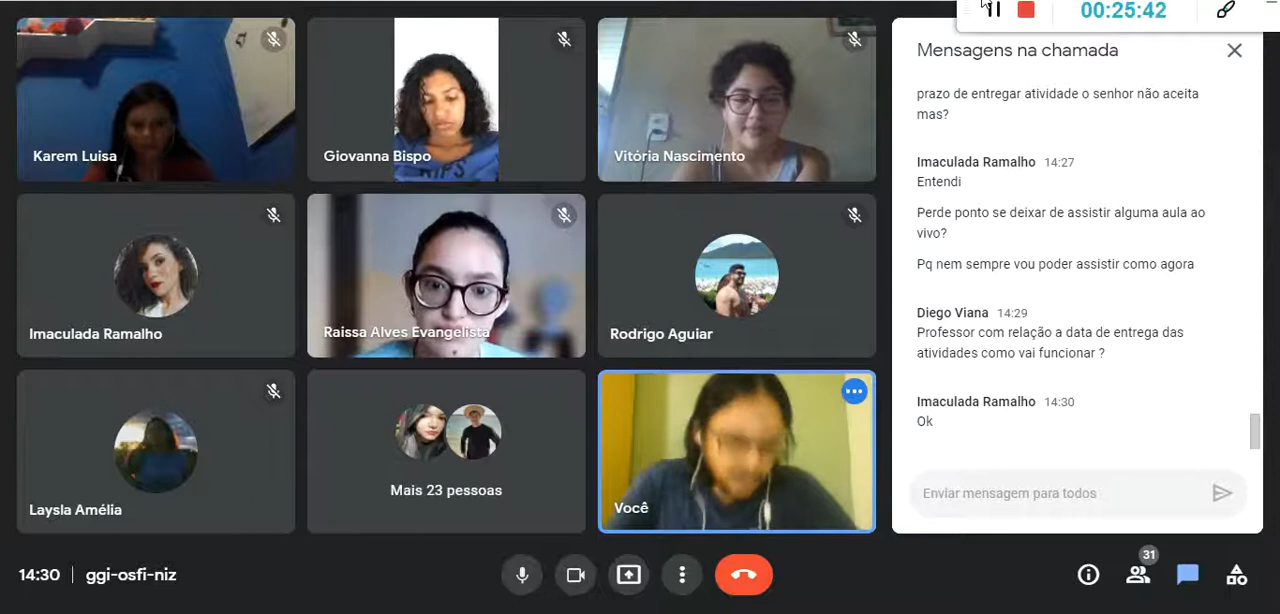 00:25:42
Karem Luisa
Giovanna Bispo
RIPS
Vitória Nascimento
Imaculada Ramalho
Raissa Alves Evangelista
Rodrigo Aguiar
Laysla Amélia
Mais 23 pessoas
Você
Mensagens na chamada
prazo de entregar atividade o senhor não aceita
mas?
Imaculada Ramalho 14:27
Entendi
Perde ponto se deixar de assistir alguma aula ao
vivo?
Pq nem sempre vou poder assistir como agora
Diego Viana 14:29
Professor com relação a data de entrega das
atividades como vai funcionar ?
Imaculada Ramalho 14:30
Ok
Enviar mensagem para todos
14:30 | ggi-osfi-niz
31